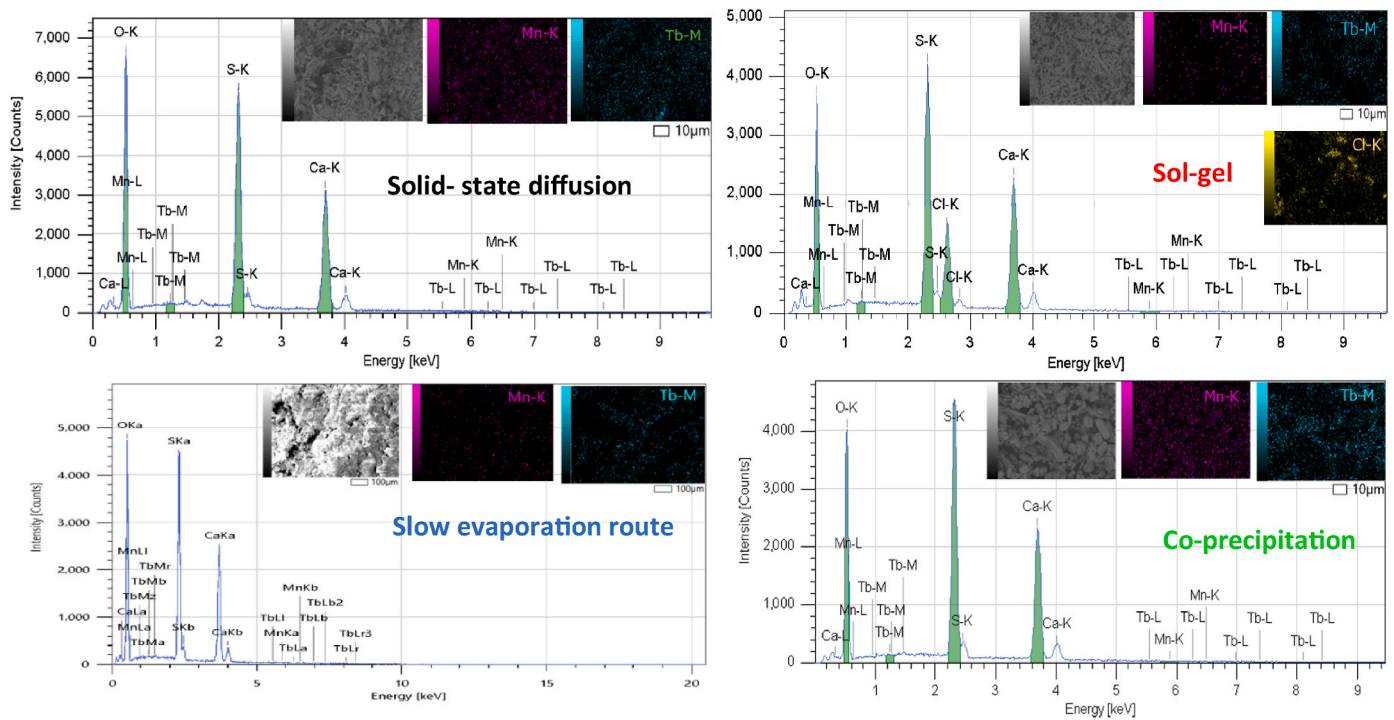 7,000
6,000
5,000
4,000
3,000
2,000
1,000
0
Intensity [Counts]
O-K
Mn-K
Tb-M
10μm
S-K
Ca-K
Solid- state diffusion
Mn-L
Tb-M
Tb-M
Mn-L
Tb-M
Tb-M
Ca-L
S-K
Ca-K
Mn-K
Mn-K
Tb-L
Tb-L
Tb-L
Tb-L
Tb-L
Tb-L
0 1 2 3 4 5 6 7 8 9
Energy [keV]
5,000
4,000
3,000
2,000
1,000
0
Intensity [Counts]
S-K
Mn-K
Tb-M
10μm
O-K
Cl-K
Ca-K
Sol-gel
Mn-L
Tb-M
Cl-K
Tb-M
Mn-K
Mn-L
Tb-M
S-K
Ca-L
Tb-M
Cl-K
Ca-K
Tb-L
Tb-L
Tb-L
Tb-L
Mn-K
Tb-L
Tb-L
0 1 2 3 4 5 6 7 8 9
Energy [keV]
5,000
4,000
3,000
2,000
1,000
0
Intensity [Counts]
OKa
Mn-K
Tb-M
SKa
100μm
100μm
Slow evaporation route
CaKa
MnLl
TbMr
TbMb
TbMz
CaLa
MnLa
TbMa
SKb
CaKb
MnKb
TbLb2
TbLl
TbLb
MnKa
TbLr3
TbLa
TbLr
0 5 10 15 20
Energy [keV]
4,000
3,000
2,000
1,000
0
Intensity [Counts]
O-K
S-K
Mn-K
Tb-M
10μm
Ca-K
Co-precipitation
Mn-L
Tb-M
Tb-M
Mn-L
Tb-M
Ca-L
Tb-M
S-K
Ca-K
Mn-K
Tb-L
Tb-L
Tb-L
Tb-L
Mn-K
Tb-L
Tb-L
1 2 3 4 5 6 7 8 9
Energy [keV]